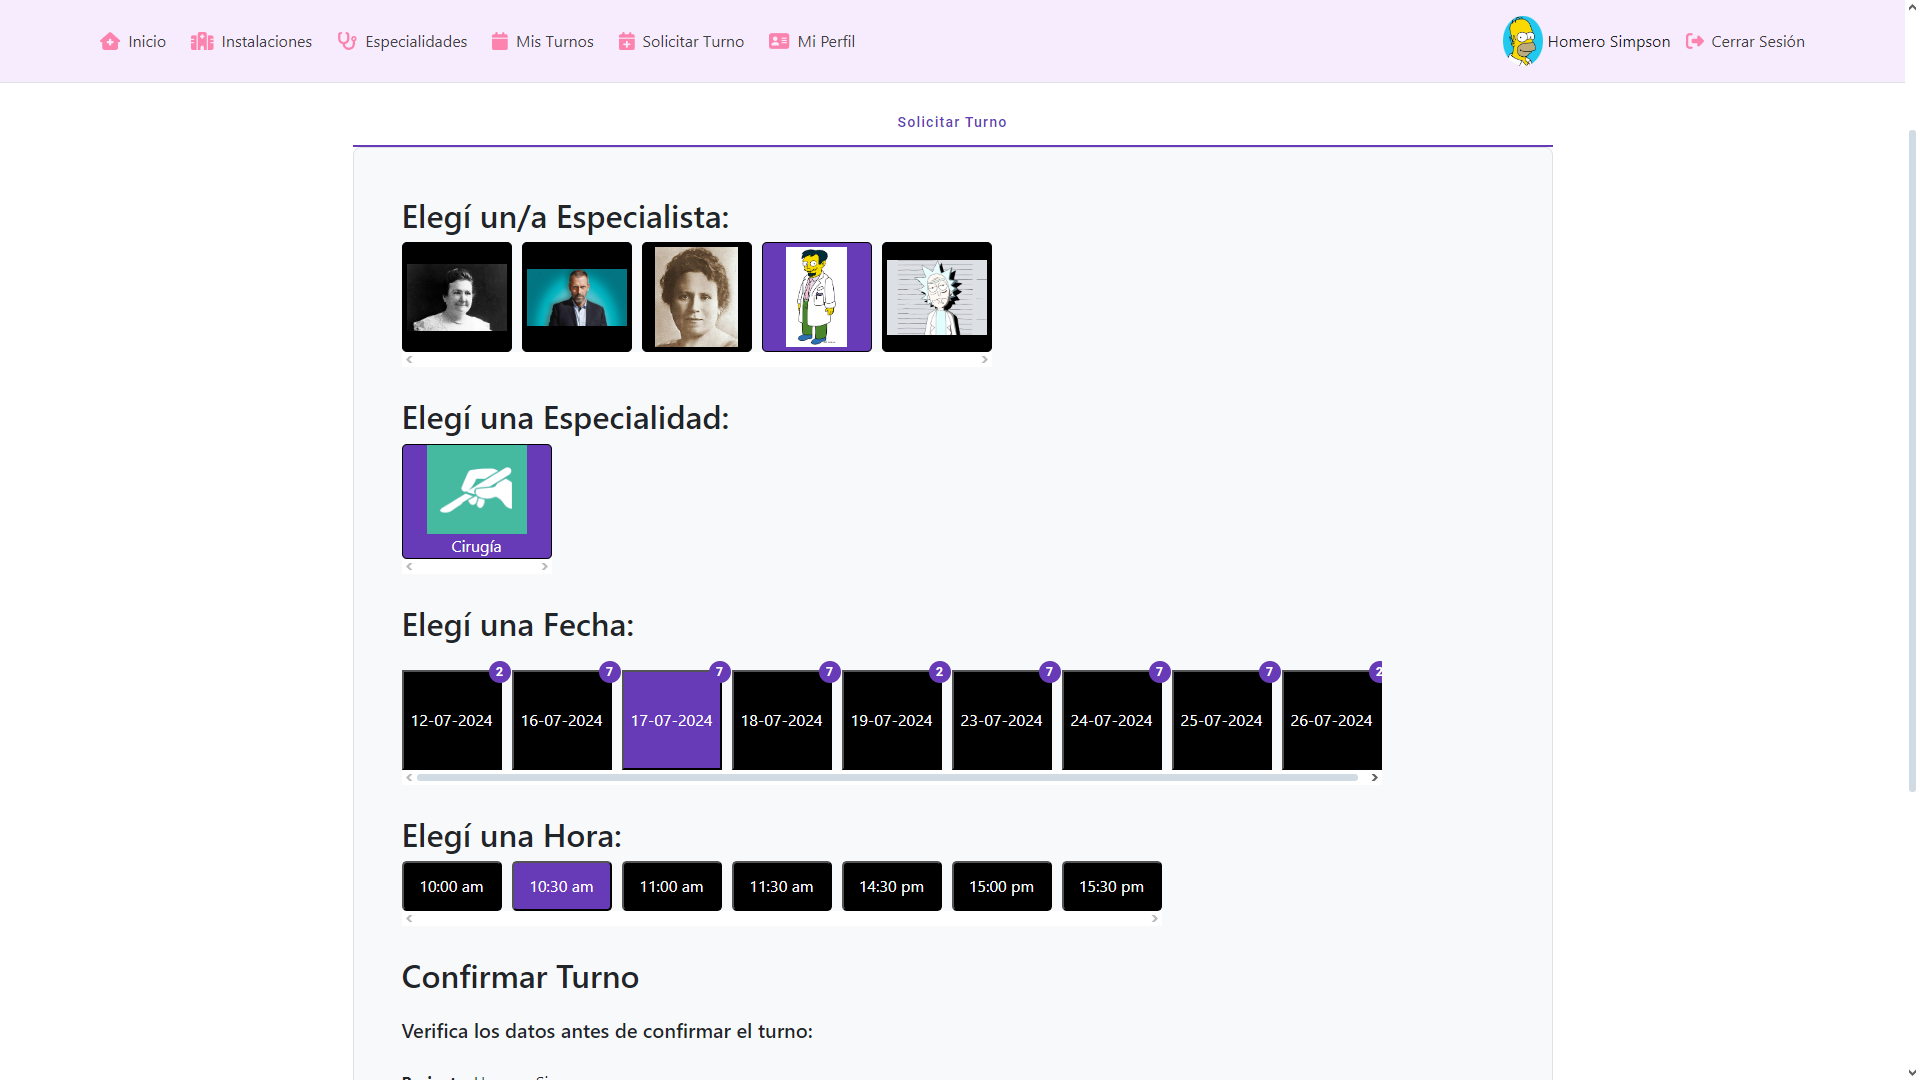 Inicio Instalaciones Especialidades Mis Turnos Solicitar Turno Mi Perfil Homero Simpson Cerrar Sesión
Solicitar Turno
Elegí un/a Especialista:
Elegí una Especialidad:
Cirugía
Elegí una Fecha:
2 7 7 7 2 7 7 7 2
12-07-2024 16-07-2024 17-07-2024 18-07-2024 19-07-2024 23-07-2024 24-07-2024 25-07-2024 26-07-2024
Elegí una Hora:
10:00 am 10:30 am 11:00 am 11:30 am 14:30 pm 15:00 pm 15:30 pm
Confirmar Turno
Verifica los datos antes de confirmar el turno: